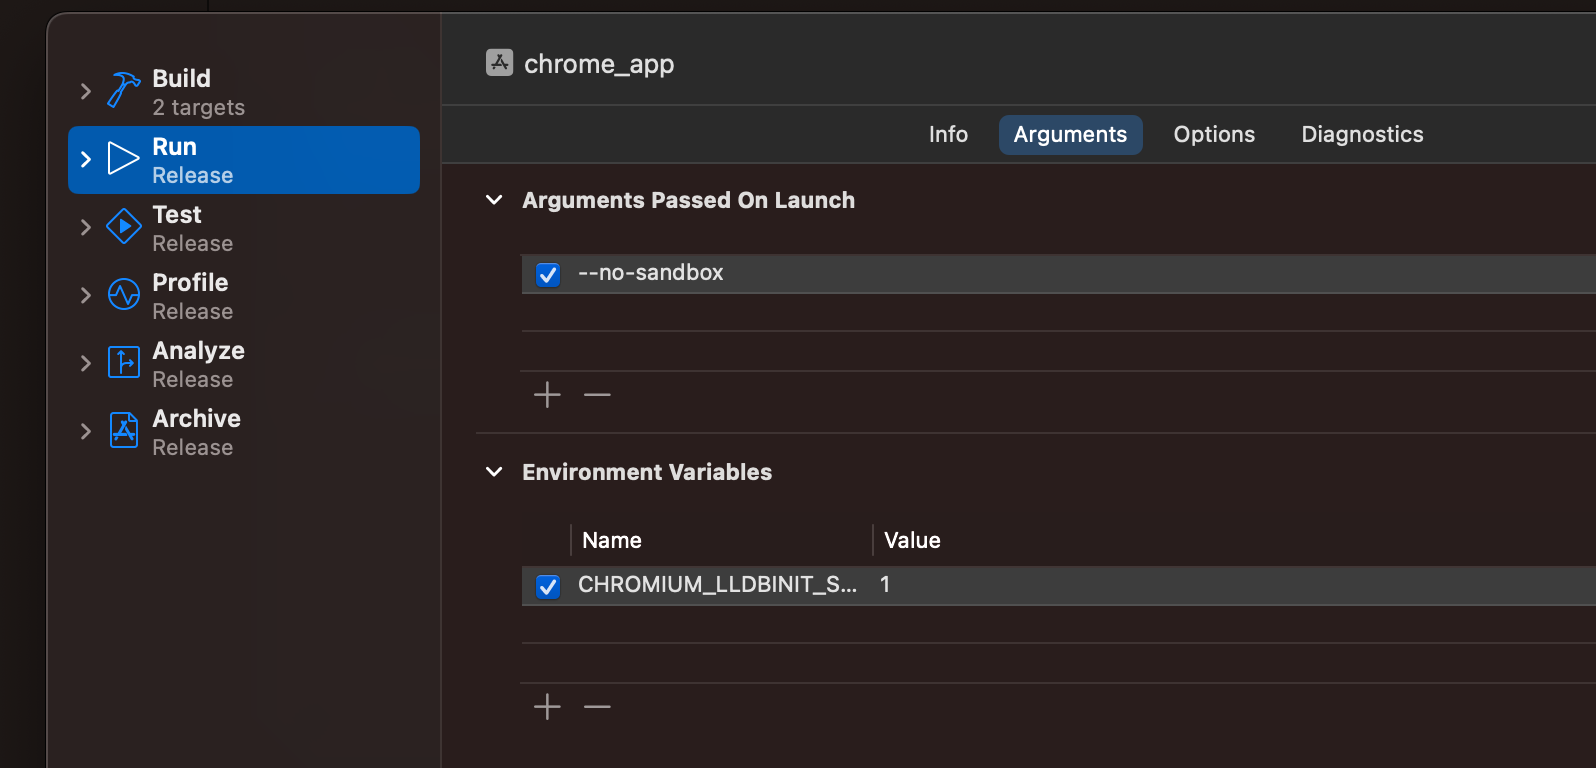 Build
2 targets
Run
Release
Test
Release
Profile
Release
Analyze
Release
Archive
Release
chrome_app
Info Arguments Options Diagnostics
Arguments Passed On Launch
--no-sandbox
Environment Variables
Name Value
CHROMIUM_LLDBINIT_S... 1